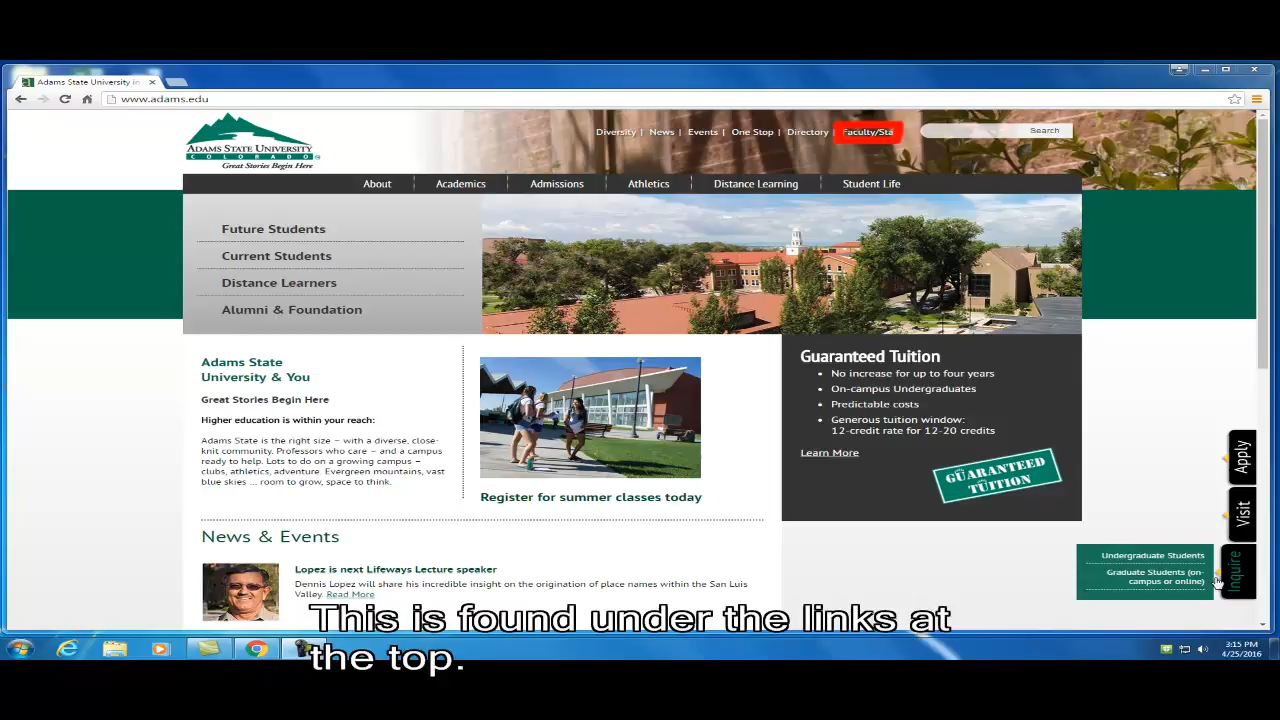 Adams State University in
www.adams.edu
ADAMS STATE UNIVERSITY
COLORADO
Great Stories Begin Here
Diversity | News | Events | One Stop | Directory | Faculty/Sta
Search
About
Academics
Admissions
Athletics
Distance Learning
Student Life
Future Students
Current Students
Distance Learners
Alumni & Foundation
Adams State
University & You
Great Stories Begin Here
Higher education is within your reach:
Adams State is the right size – with a diverse, close-
knit community. Professors who care – and a campus
ready to help. Lots to do on a growing campus –
clubs, athletics, adventure. Evergreen mountains, vast
blue skies ... room to grow, space to think.
Register for summer classes today
Guaranteed Tuition
• No increase for up to four years
• On-campus Undergraduates
• Predictable costs
• Generous tuition window:
12-credit rate for 12-20 credits
Learn More
GUARANTEED
TUITION
Apply
Visit
Inquire
Undergraduate Students
Graduate Students (on-
campus or online)
News & Events
Lopez is next Lifeways Lecture speaker
Dennis Lopez will share his incredible insight on the origination of place names within the San Luis
Valley. Read More
This is found under the links at
the top.
3:15 PM
4/25/2016